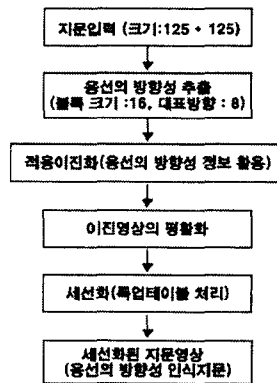 지문입력 (크기:125 * 125)
융선의 방향성 추출
(블록 크기 :16, 대표방향 : 8)
적응이진화(융선의 방향성 정보 활용)
이진영상의 평활화
세선화(룩업테이블 처리)
세선화된 지문영상
(융선의 방향성 인식지문)